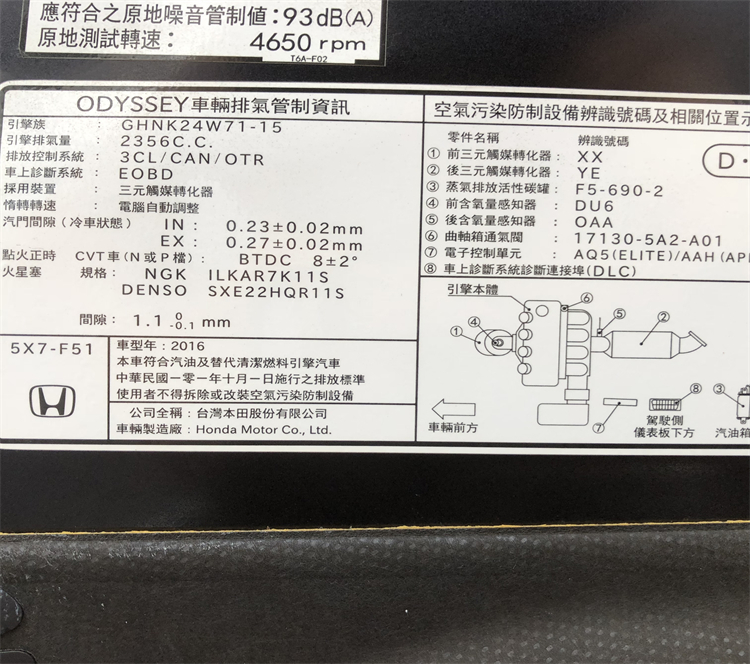 應符合之原地噪音管制值：93dB(A)
原地測試轉速： 4650 rpm
T6A-F02
ODYSSEY車輛排氣管制資訊
引擎族 ： GHNK24W71-15
引擎排氣量 ： 2356C.C.
排放控制系統 ： 3CL/CAN/OTR
車上診斷系統 ： EOBD
採用裝置 ： 三元觸媒轉化器
惰轉轉速 ： 電腦自動調整
汽門間隙(冷車狀態) IN： 0.23±0.02mm
EX： 0.27±0.02mm
點火正時 CVT車(N或P檔)： BTDC 8±2°
火星塞 規格： NGK ILKAR7K11S
DENSO SXE22HQR11S
間隙： 1.1 0 -0.1 mm
5X7-F51
車型年：2016
本車符合汽油及替代清潔燃料引擎汽車
中華民國一〇一年十月一日施行之排放標準
使用者不得拆除或改裝空氣污染防制設備
公司全稱：台灣本田股份有限公司
車輛製造廠：Honda Motor Co., Ltd.
空氣污染防制設備辨識號碼及相關位置示
零件名稱 辨識號碼
① 前三元觸媒轉化器： XX
② 後三元觸媒轉化器： YE
③ 蒸氣排放活性碳罐： F5-690-2
④ 前含氧量感知器： DU6
⑤ 後含氧量感知器： OAA
⑥ 曲軸箱通氣閥： 17130-5A2-A01
⑦ 電子控制單元： AQ5(ELITE)/AAH(API
⑧ 車上診斷系統診斷連接埠(DLC)
D
引擎本體
⑥
⑤
②
①
④
⑧
③
⑦
車輛前方
駕駛側
儀表板下方
汽油箱